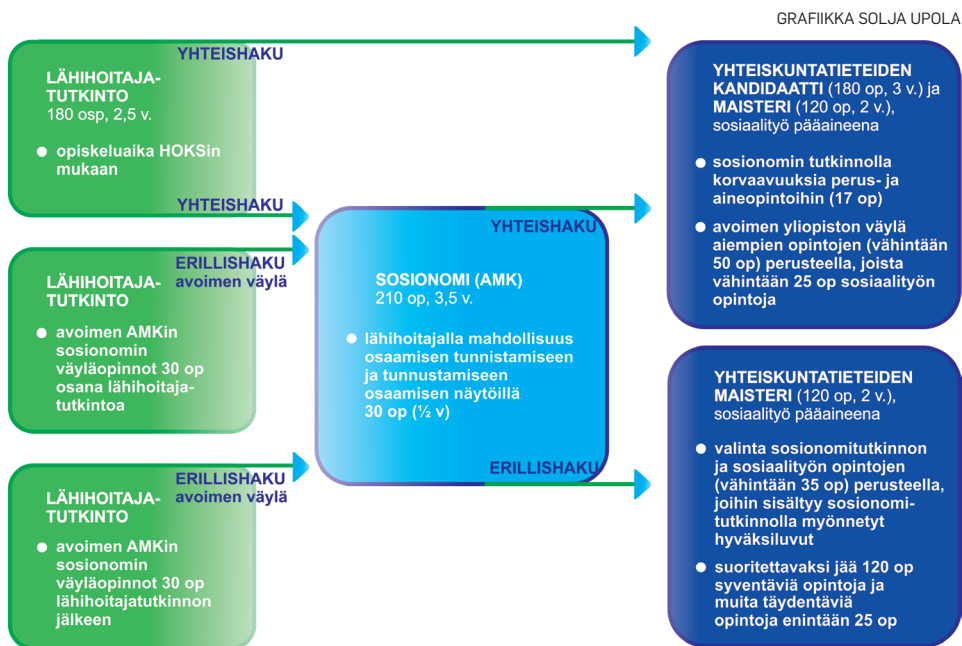 GRAFIIKKA SOLJA UPOLA
YHTEISHAKU
LÄHIHOITAJA-
TUTKINTO
180 osp, 2,5 v.
opiskeluaika HOKSin
mukaan
YHTEISHAKU
ERILLISHAKU
avoimen väylä
LÄHIHOITAJA-
TUTKINTO
avoimen AMKin
sosionomin
väyläopinnot 30 op
osana lähihoitaja-
tutkintoa
ERILLISHAKU
avoimen väylä
LÄHIHOITAJA-
TUTKINTO
avoimen AMKin
sosionomin
väyläopinnot 30 op
lähihoitajatutkinnon
jälkeen
YHTEISHAKU
SOSIONOMI (AMK)
210 op, 3,5 v.
lähihoitajalla mahdollisuus
osaamisen tunnistamiseen
ja tunnustamiseen
osaamisen näytöillä
30 op (½ v)
ERILLISHAKU
YHTEISKUNTATIETEIDEN
KANDIDAATTI (180 op, 3 v.) ja
MAISTERI (120 op, 2 v.),
sosiaalityö pääaineena
sosionomin tutkinnolla
korvaavuuksia perus- ja
aineopintoihin (17 op)
avoimen yliopiston väylä
aiempien opintojen (vähintään
50 op) perusteella, joista
vähintään 25 op sosiaalityön
opintoja
YHTEISKUNTATIETEIDEN
MAISTERI (120 op, 2 v.),
sosiaalityö pääaineena
valinta sosionomitutkinnon
ja sosiaalityön opintojen
(vähintään 35 op) perusteella,
joihin sisältyy sosionomi-
tutkinnolla myönnetyt
hyväksiluvut
suoritettavaksi jää 120 op
syventäviä opintoja ja
muita täydentäviä
opintoja enintään 25 op